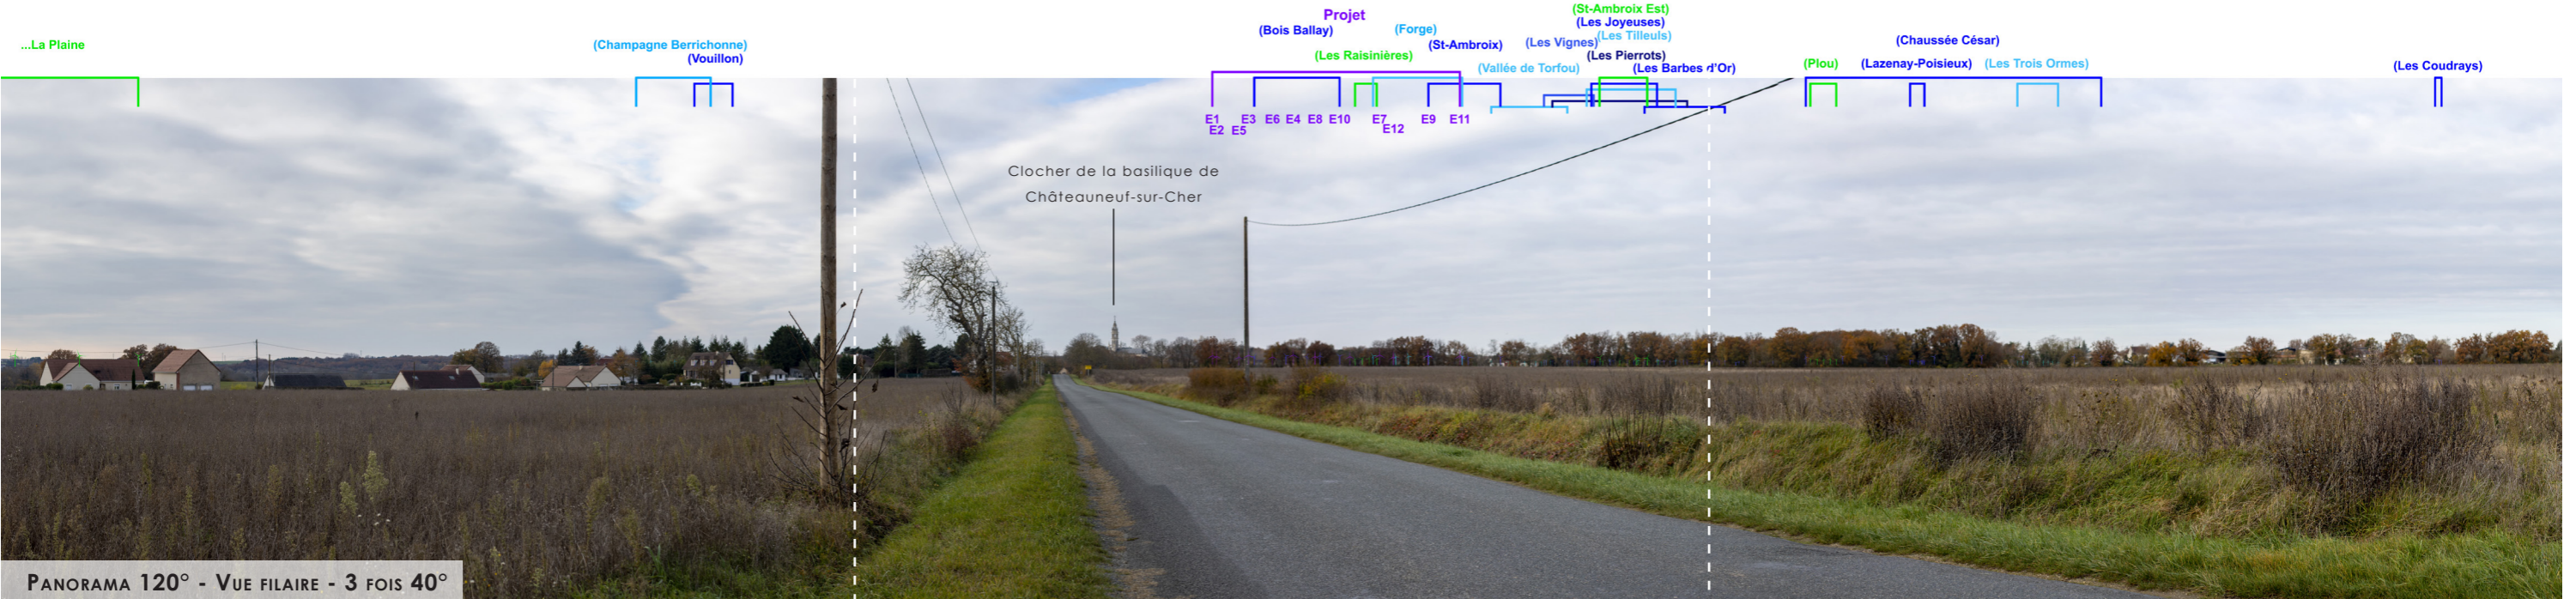 ...La Plaine
(Champagne Berrichonne)
(Vouillon)
Projet
(Bois Ballay)
(Forge)
(Les Raisinières)
(St-Ambroix)
(St-Ambroix Est)
(Les Joyeuses)
(Les Tilleuls)
(Les Vignes)
(Les Pierrots)
(Vallée de Torfou)
(Les Barbes d'Or)
(Chaussée César)
(Plou)
(Lazenay-Poisieux)
(Les Trois Ormes)
(Les Coudrays)
E1 E3 E6 E4 E8 E10 E7 E9 E11
E2 E5 E12
Clocher de la basilique de
Châteauneuf-sur-Cher
Panorama 120° - Vue filaire - 3 fois 40°